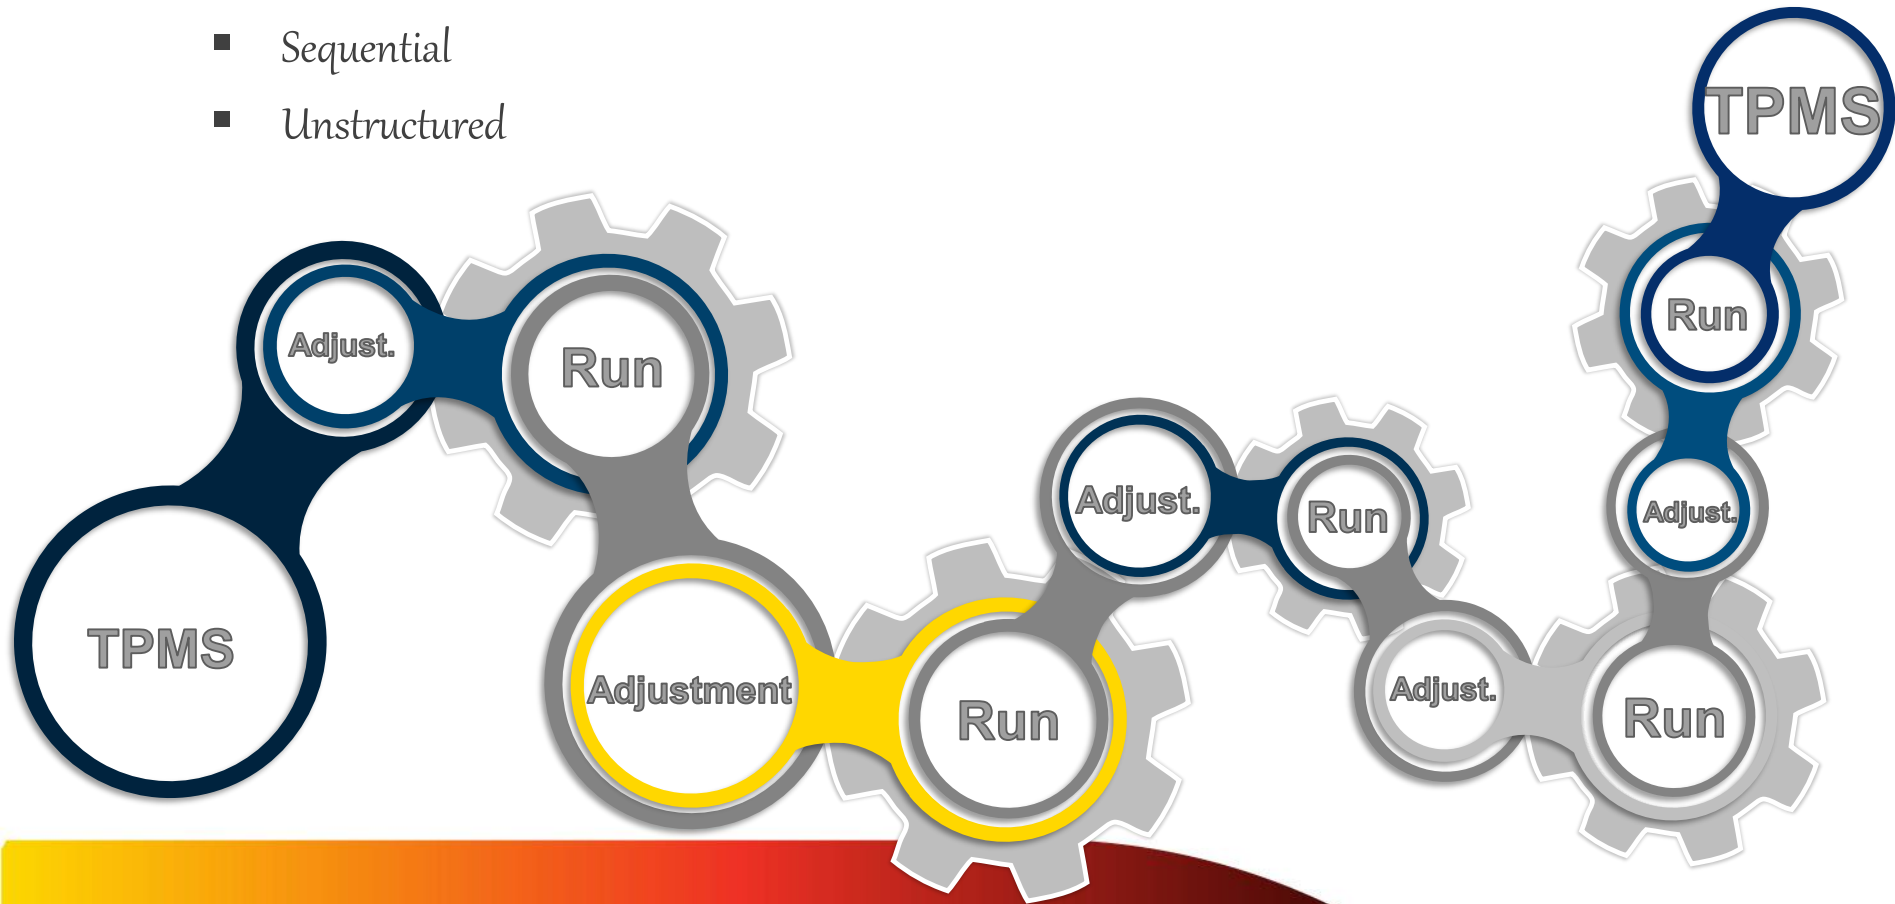 Sequential
Unstructured
TPMS
Adjust.
Run
Adjustment
Run
Adjust.
Run
Adjust.
Run
Adjust.
Run
TPMS